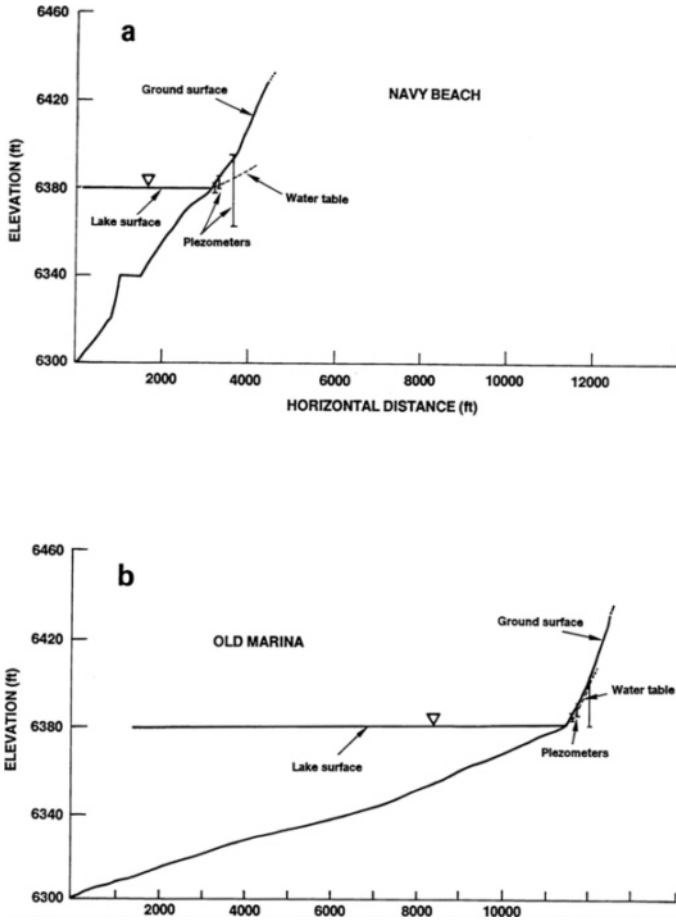 6460
a
Ground surface
NAVY BEACH
6420
ELEVATION (ft)
6380
Water table
Lake surface
Piezometers
6340
6300
2000 4000 6000 8000 10000 12000
HORIZONTAL DISTANCE (ft)
6460
b
Ground surface
6420
OLD MARINA
ELEVATION (ft)
Water table
6380
Piezometers
Lake surface
6340
6300
2000 4000 6000 8000 10000